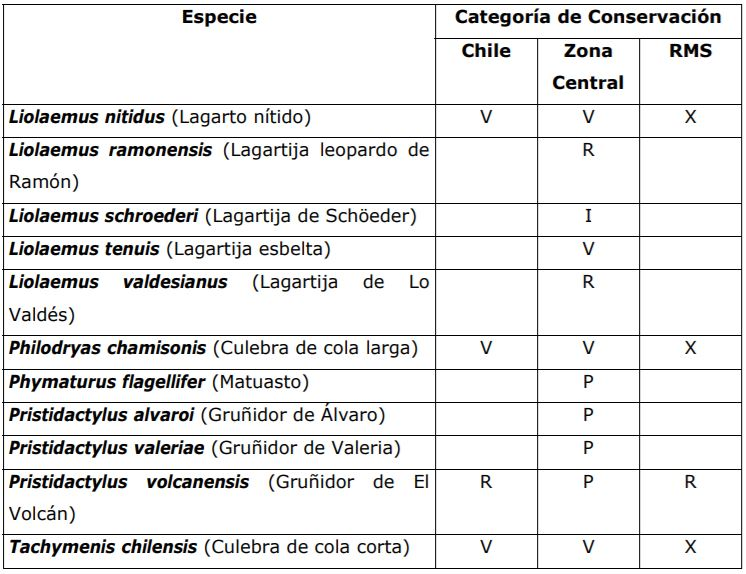 Especie Categoría de Conservación
Chile Zona Central RMS
Liolaemus nitidus (Lagarto nítido) V V X
Liolaemus ramonensis (Lagartija leopardo de R
Ramón)
Liolaemus schroederi (Lagartija de Schöeder) I
Liolaemus tenuis (Lagartija esbelta) V
Liolaemus valdesianus (Lagartija de Lo R
Valdés)
Philodryas chamisonis (Culebra de cola larga) V V X
Phymaturus flagellifer (Matuasto) P
Pristidactylus alvaroi (Gruñidor de Álvaro) P
Pristidactylus valeriae (Gruñidor de Valeria) P
Pristidactylus volcanensis (Gruñidor de El R P R
Volcán)
Tachymenis chilensis (Culebra de cola corta) V V X